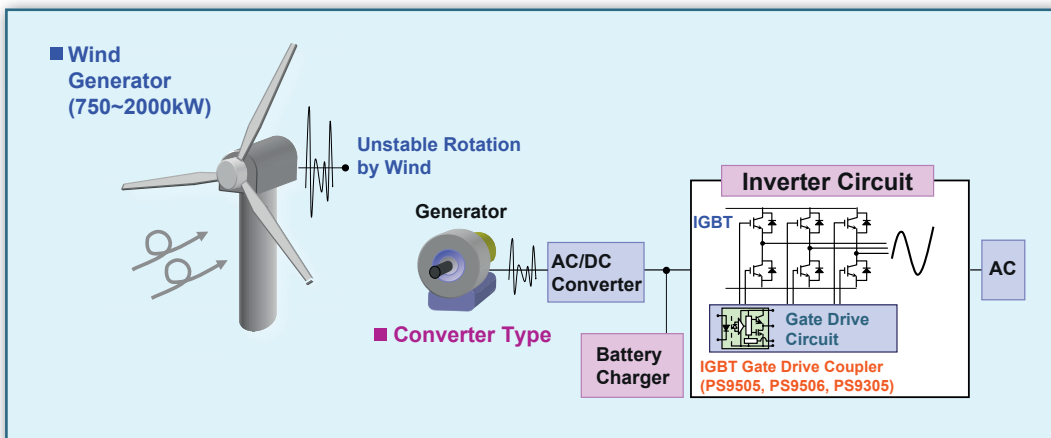 ■ Wind
Generator
(750~2000kW)
Unstable Rotation
by Wind
Generator
■ Converter Type
AC/DC
Converter
Battery
Charger
Inverter Circuit
IGBT
Gate Drive
Circuit
IGBT Gate Drive Coupler
(PS9505, PS9506, PS9305)
AC